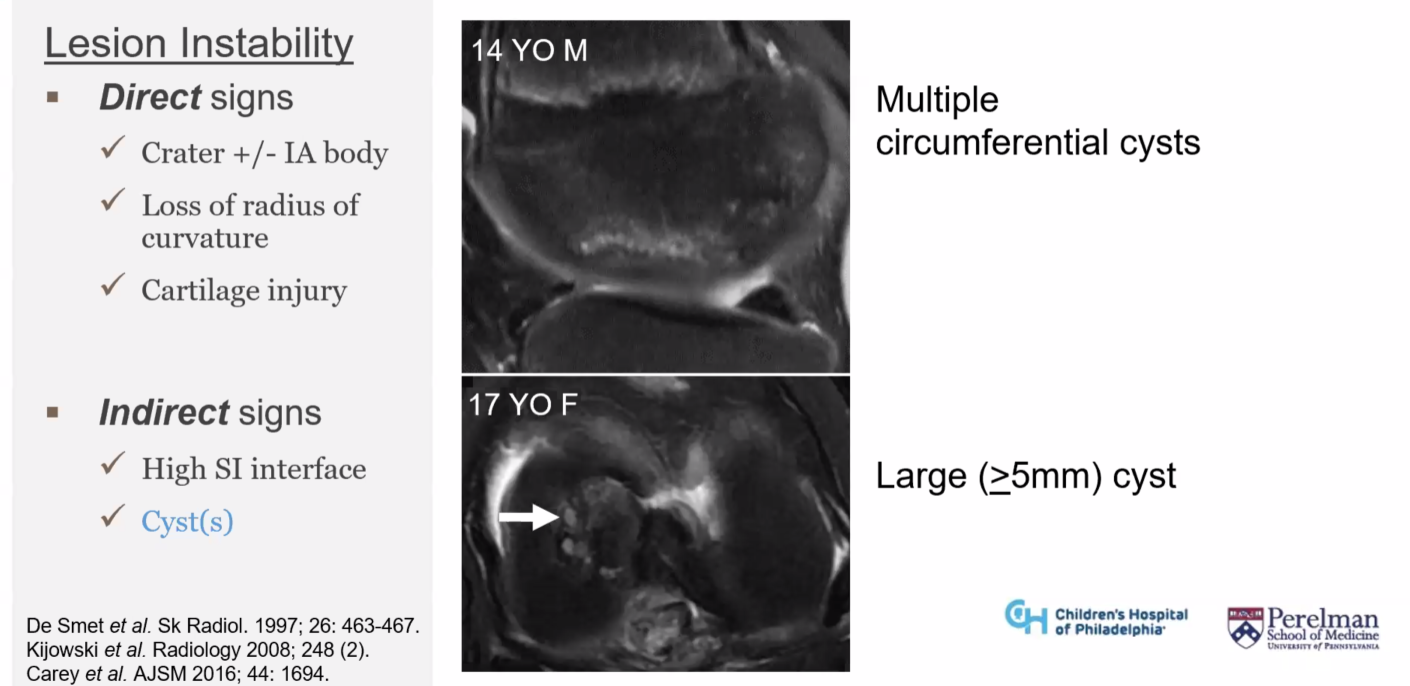 Lesion Instability
▪ Direct signs
✓ Crater +/- IA body
✓ Loss of radius of
curvature
✓ Cartilage injury
▪ Indirect signs
✓ High SI interface
✓ Cyst(s)
De Smet et al. Sk Radiol. 1997; 26: 463-467.
Kijowski et al. Radiology 2008; 248 (2).
Carey et al. AJSM 2016; 44: 1694.
14 YO M
Multiple
circumferential cysts
17 YO F
Large (≥5mm) cyst
CH
Children's Hospital
of Philadelphia
Perelman
School of Medicine
University of Pennsylvania